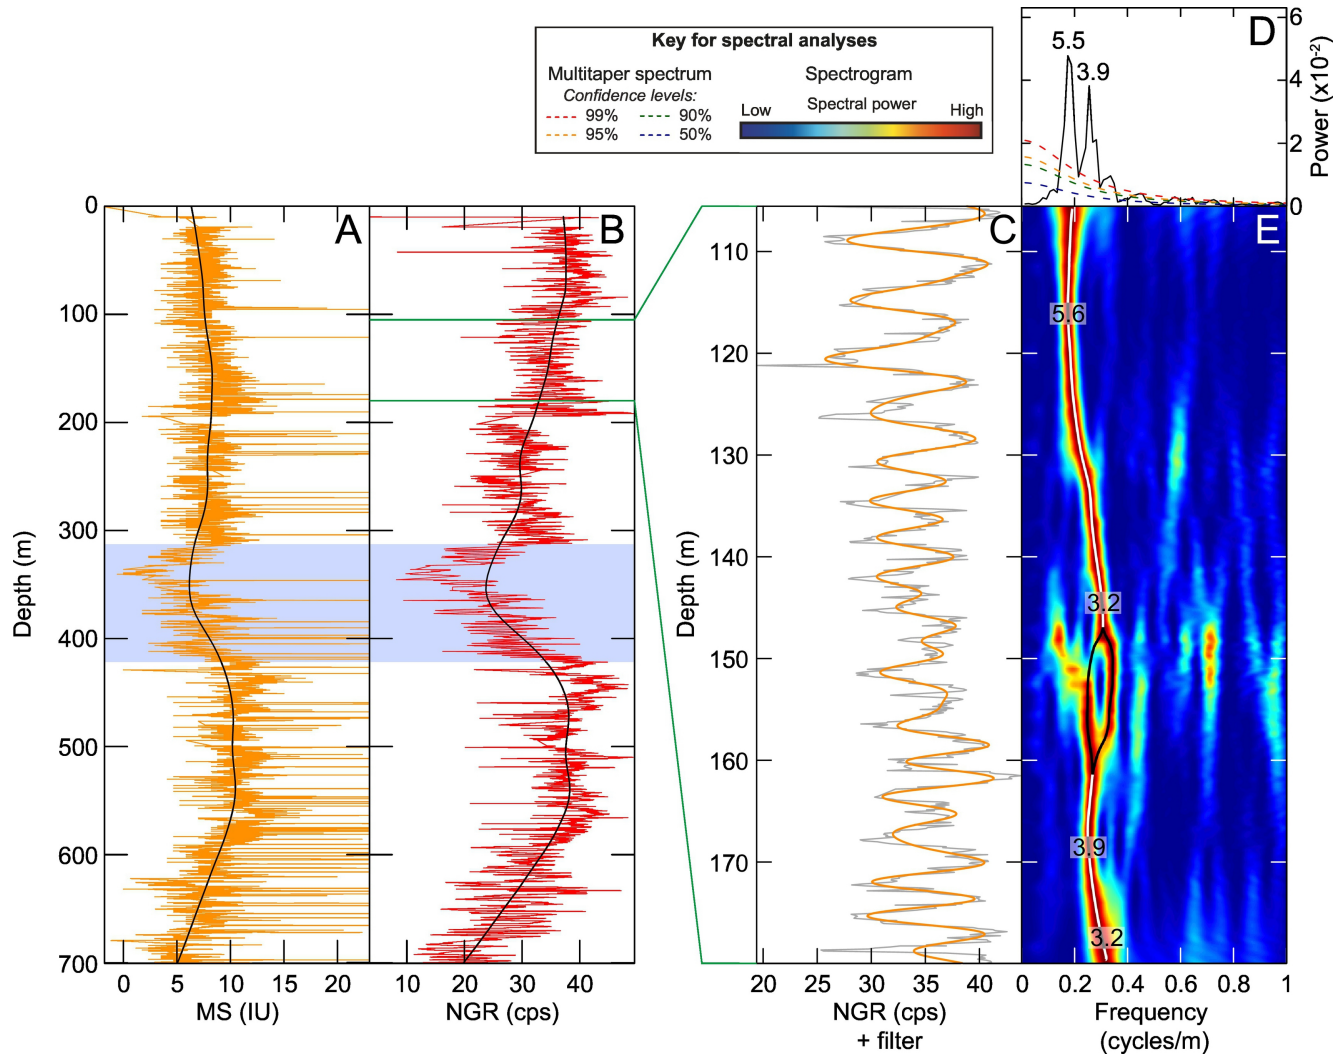 Key for spectral analyses
Multitaper spectrum
Confidence levels:
99%
90%
95%
50%
Spectrogram
Low
Spectral power
High
D
5.5
3.9
6
4
2
0
Power (x10⁻²)
A
B
C
E
0
100
200
300
400
500
600
700
Depth (m)
0
5
10
15
20
MS (IU)
10
20
30
40
NGR (cps)
110
120
130
140
150
160
170
Depth (m)
20
25
30
35
40
NGR (cps)
+ filter
5.6
3.2
3.9
3.2
0
0.2
0.4
0.6
0.8
1
Frequency
(cycles/m)